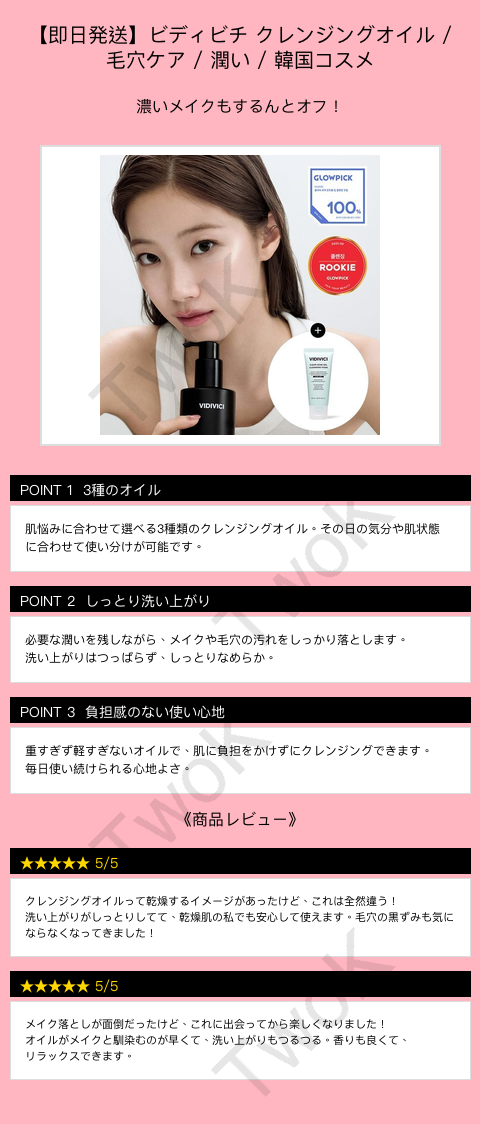 【即日発送】ビディビチ クレンジングオイル /
毛穴ケア / 潤い / 韓国コスメ
濃いメイクもするんとオフ！
GLOWPICK
100%
ROOKIE
GLOWPICK
+
VIDIVICI
VIDIVICI
POINT 1 3種のオイル
肌悩みに合わせて選べる3種類のクレンジングオイル。その日の気分や肌状態
に合わせて使い分けが可能です。
POINT 2 しっとり洗い上がり
必要な潤いを残しながら、メイクや毛穴の汚れをしっかり落とします。
洗い上がりはつっぱらず、しっとりなめらか。
POINT 3 負担感のない使い心地
重すぎず軽すぎないオイルで、肌に負担をかけずにクレンジングできます。
毎日使い続けられる心地よさ。
《商品レビュー》
★★★★★ 5/5
クレンジングオイルって乾燥するイメージがあったけど、これは全然違う！
洗い上がりがしっとりしてて、乾燥肌の私でも安心して使えます。毛穴の黒ずみも気に
ならなくなってきました！
★★★★★ 5/5
メイク落としが面倒だったけど、これに出会ってから楽しくなりました！
オイルがメイクと馴染むのが早くて、洗い上がりもつるつる。香りも良くて、
リラックスできます。
TwoK
TwoK
TwoK
TwoK